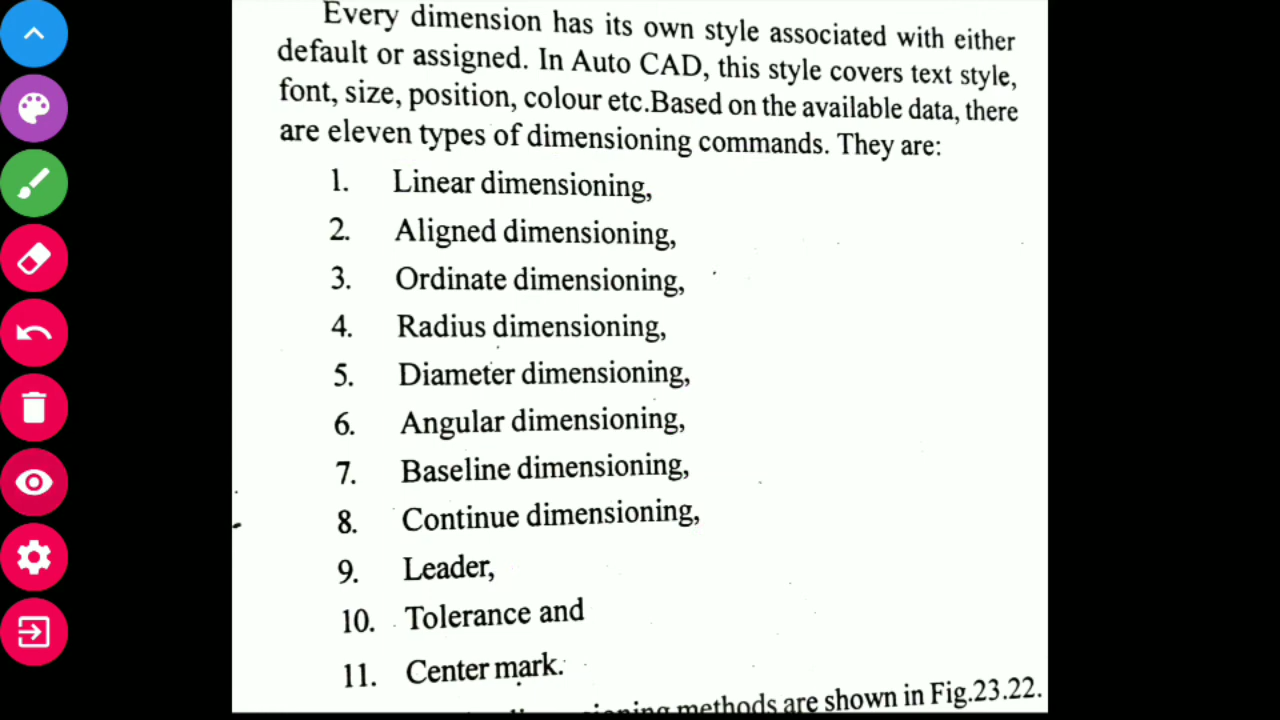 Every dimension has its own style associated with either
default or assigned. In Auto CAD, this style covers text style,
font, size, position, colour etc.Based on the available data, there
are eleven types of dimensioning commands. They are:
1. Linear dimensioning,
2. Aligned dimensioning,
3. Ordinate dimensioning,
4. Radius dimensioning,
5. Diameter dimensioning,
6. Angular dimensioning,
7. Baseline dimensioning,
8. Continue dimensioning,
9. Leader,
10. Tolerance and
11. Center mark.
methods are shown in Fig.23.22.